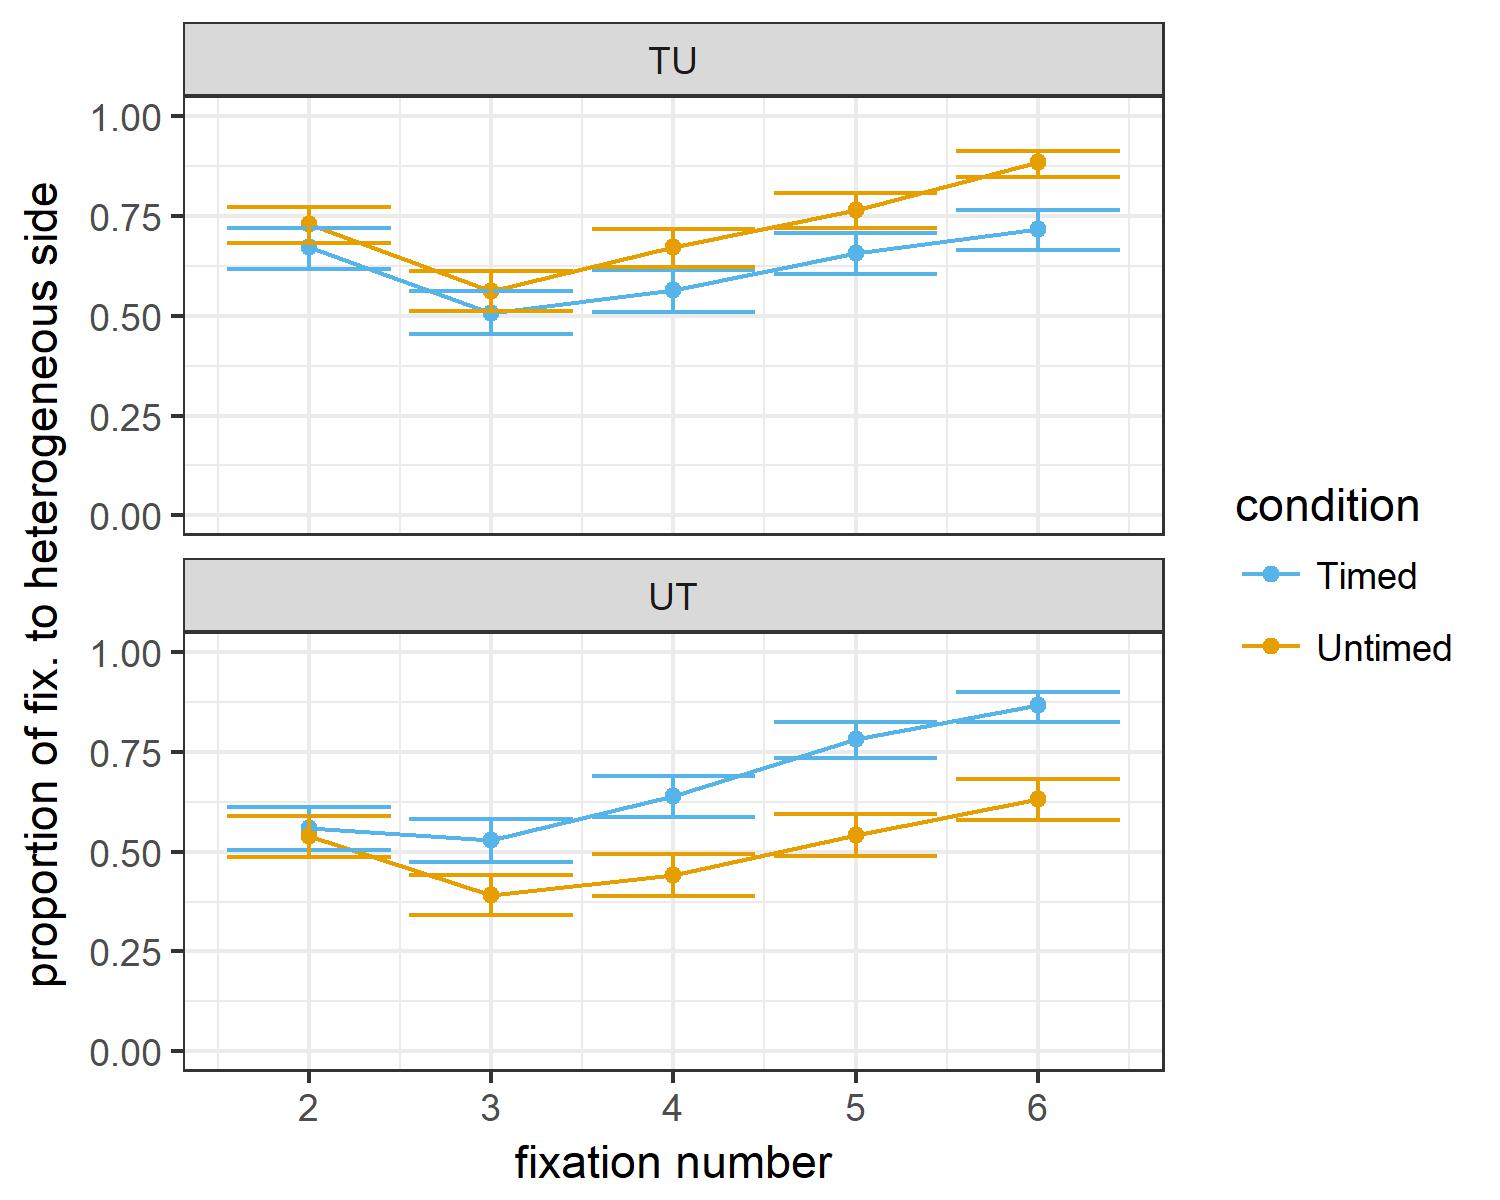 TU
1.00
0.75
0.50
0.25
0.00
UT
1.00
0.75
0.50
0.25
0.00
2 3 4 5 6
fixation number
proportion of fix. to heterogeneous side
condition
Timed
Untimed